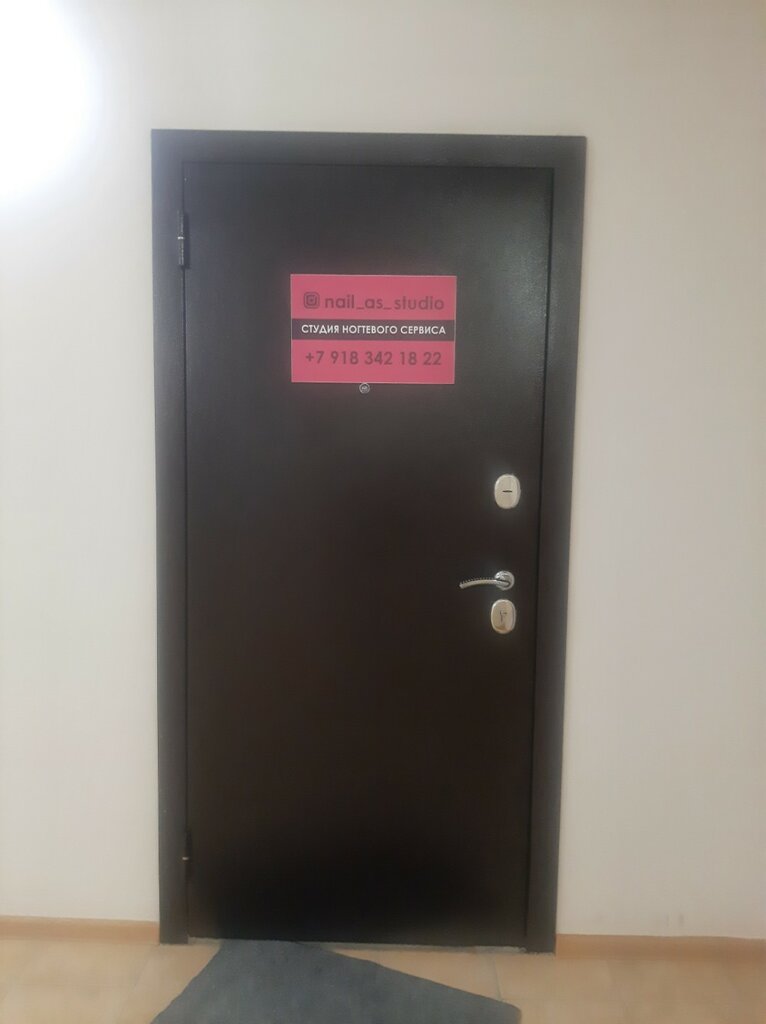 nail_as_studio
СТУДИЯ НОГТЕВОГО СЕРВИСА
+7 918 342 18 22